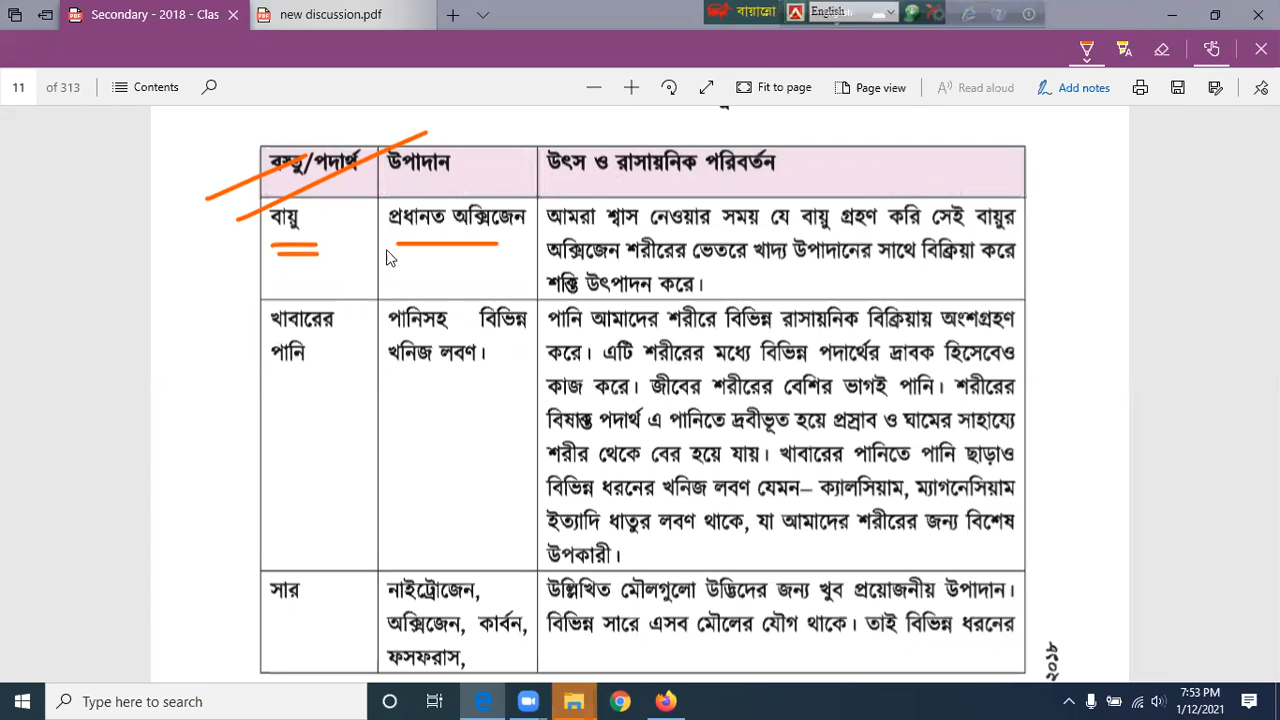 Secondary - 2018 - Clas
new discussion.pdf
বায়ান্নো
English
11 of 313
Contents
Fit to page
Page view
Read aloud
Add notes
বস্তু/পদার্থ উপাদান উৎস ও রাসায়নিক পরিবর্তন
বায়ু
প্রধানত অক্সিজেন
আমরা শ্বাস নেওয়ার সময় যে বায়ু গ্রহণ করি সেই বায়ুর
অক্সিজেন শরীরের ভেতরে খাদ্য উপাদানের সাথে বিক্রিয়া করে
শক্তি উৎপাদন করে।
খাবারের
পানি
পানিসহ বিভিন্ন
খনিজ লবণ।
পানি আমাদের শরীরে বিভিন্ন রাসায়নিক বিক্রিয়ায় অংশগ্রহণ
করে। এটি শরীরের মধ্যে বিভিন্ন পদার্থের দ্রাবক হিসেবেও
কাজ করে। জীবের শরীরের বেশির ভাগই পানি। শরীরের
বিষাক্ত পদার্থ এ পানিতে দ্রবীভূত হয়ে প্রস্রাব ও ঘামের সাহায্যে
শরীর থেকে বের হয়ে যায়। খাবারের পানিতে পানি ছাড়াও
বিভিন্ন ধরনের খনিজ লবণ যেমন– ক্যালসিয়াম, ম্যাগনেসিয়াম
ইত্যাদি ধাতুর লবণ থাকে, যা আমাদের শরীরের জন্য বিশেষ
উপকারী।
সার
নাইট্রোজেন,
অক্সিজেন, কার্বন,
ফসফরাস,
উল্লিখিত মৌলগুলো উদ্ভিদের জন্য খুব প্রয়োজনীয় উপাদান।
বিভিন্ন সারে এসব মৌলের যৌগ থাকে। তাই বিভিন্ন ধরনের
২০১৮
Type here to search
7:53 PM
1/12/2021